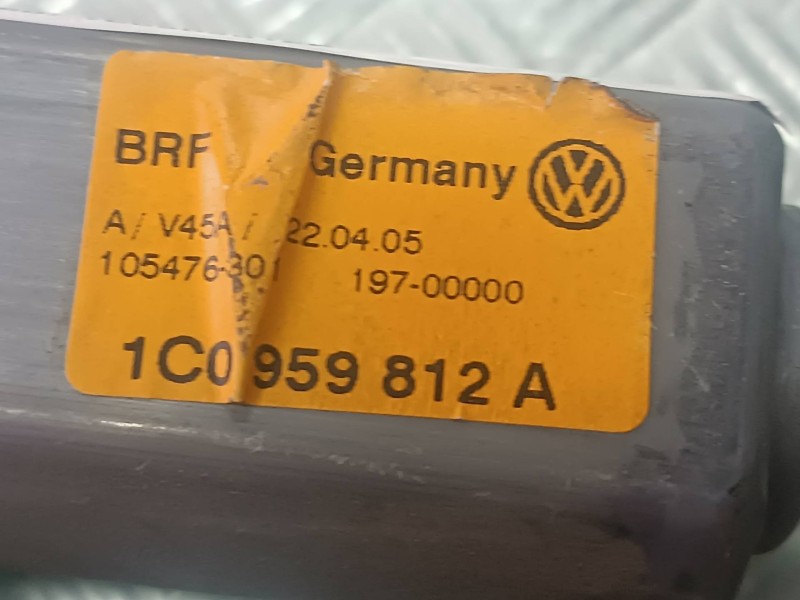 BRF Germany
A/ V45A/ 22.04.05
105476-301 197-00000
1C0 959 812 A